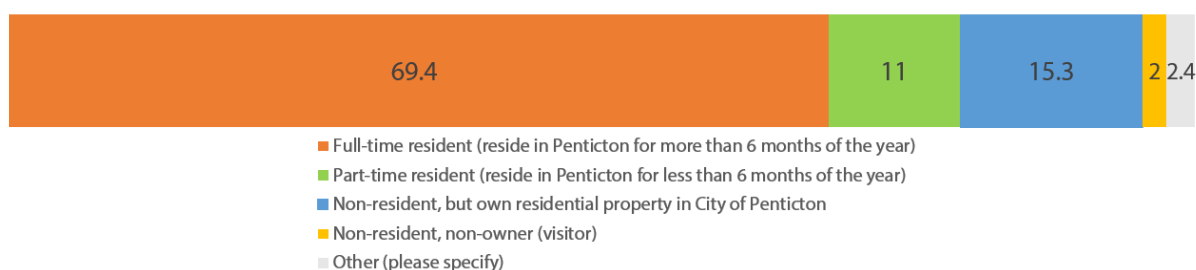 69.4 11 15.3 2 2.4
Full-time resident (reside in Penticton for more than 6 months of the year)
Part-time resident (reside in Penticton for less than 6 months of the year)
Non-resident, but own residential property in City of Penticton
Non-resident, non-owner (visitor)
Other (please specify)